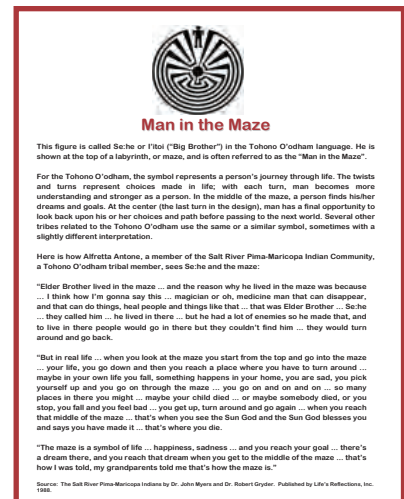 Man in the Maze
This figure is called Se:he or I'itoi ("Big Brother") in the Tohono O'odham language. He is
shown at the top of a labyrinth, or maze, and is often referred to as the "Man in the Maze".
For the Tohono O'odham, the symbol represents a person's journey through life. The twists
and turns represent choices made in life; with each turn, man becomes more
understanding and stronger as a person. In the middle of the maze, a person finds his/her
dreams and goals. At the center (the last turn in the design), man has a final opportunity to
look back upon his or her choices and path before passing to the next world. Several other
tribes related to the Tohono O'odham use the same or a similar symbol, sometimes with a
slightly different interpretation.
Here is how Alfretta Antone, a member of the Salt River Pima-Maricopa Indian Community,
a Tohono O'odham tribal member, sees Se:he and the maze:
"Elder Brother lived in the maze ... and the reason why he lived in the maze was because
... I think how I'm gonna say this ... magician or oh, medicine man that can disappear,
and that can do things, heal people and things like that ... that was Elder Brother ... Se:he
... they called him ... he lived in there ... but he had a lot of enemies so he made that, and
to live in there people would go in there but they couldn't find him ... they would turn
around and go back.
"But in real life ... when you look at the maze you start from the top and go into the maze
... your life, you go down and then you reach a place where you have to turn around ...
maybe in your own life you fall, something happens in your home, you are sad, you pick
yourself up and you go on through the maze ... you go on and on and on ... so many
places in there you might ... maybe your child died ... or maybe somebody died, or you
stop, you fall and you feel bad ... you get up, turn around and go again ... when you reach
that middle of the maze ... that's when you see the Sun God and the Sun God blesses you
and says you have made it ... that's where you die.
"The maze is a symbol of life ... happiness, sadness ... and you reach your goal ... there's
a dream there, and you reach that dream when you get to the middle of the maze ... that's
how I was told, my grandparents told me that's how the maze is."
Source: The Salt River Pima-Maricopa Indians by Dr. John Myers and Dr. Robert Gryder. Published by Life's Reflections, Inc.
1988.